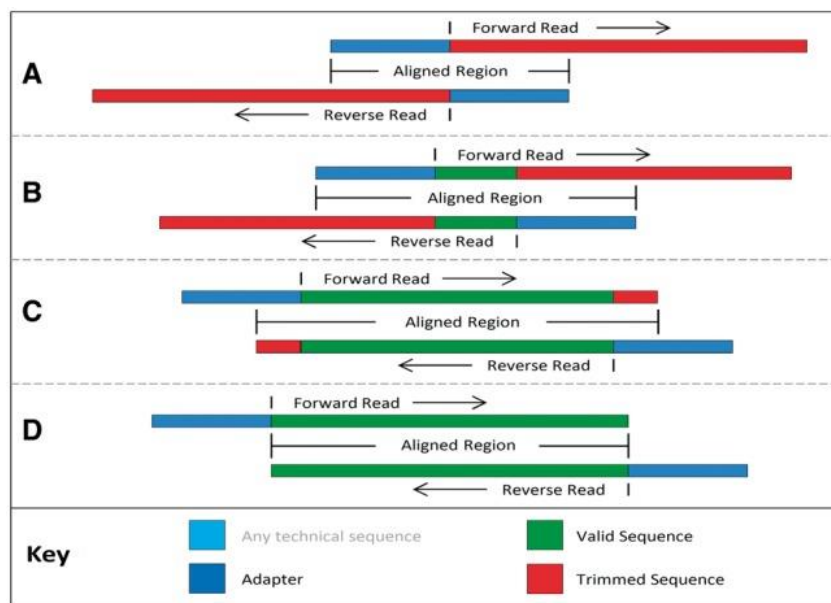 Forward Read
A
Aligned Region
Reverse Read
Forward Read
B
Aligned Region
Reverse Read
Forward Read
C
Aligned Region
Reverse Read
Forward Read
D
Aligned Region
Reverse Read
Key
Any technical sequence
Valid Sequence
Adapter
Trimmed Sequence